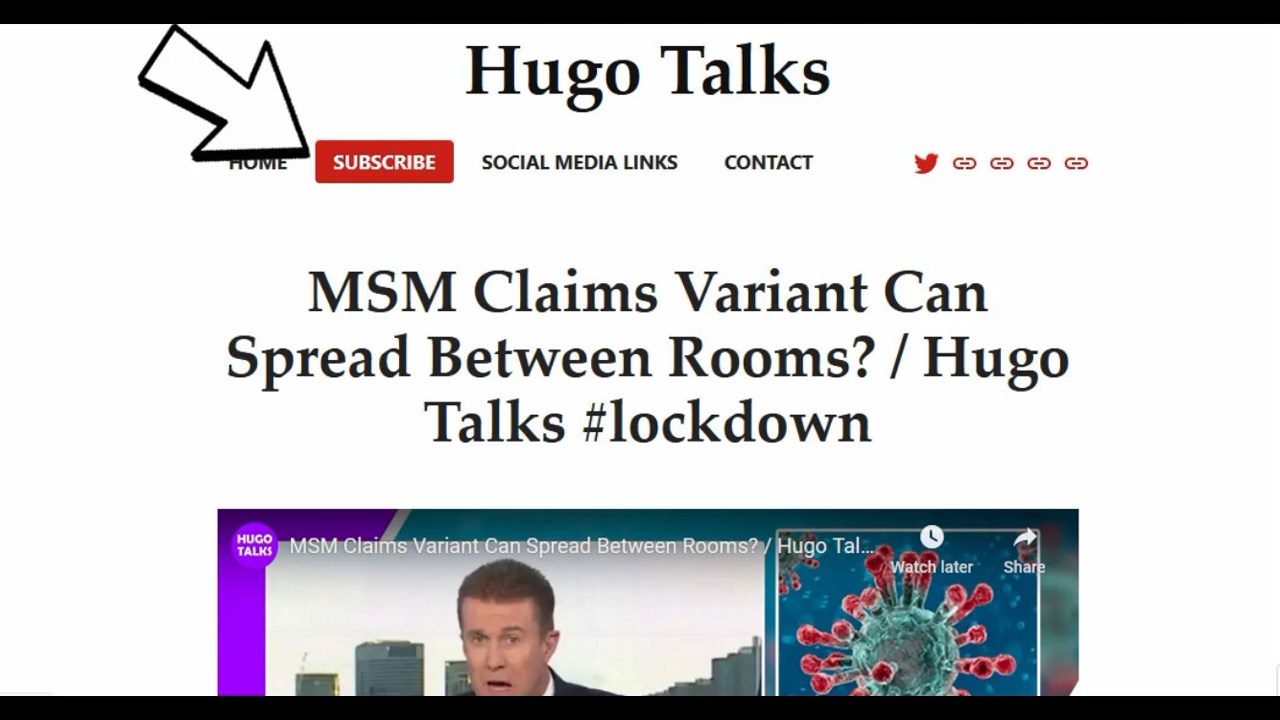 Hugo Talks
HOME SUBSCRIBE SOCIAL MEDIA LINKS CONTACT
MSM Claims Variant Can
Spread Between Rooms? / Hugo
Talks #lockdown
HUGO
TALKS
MSM Claims Variant Can Spread Between Rooms? / Hugo Tal...
Watch later
Share